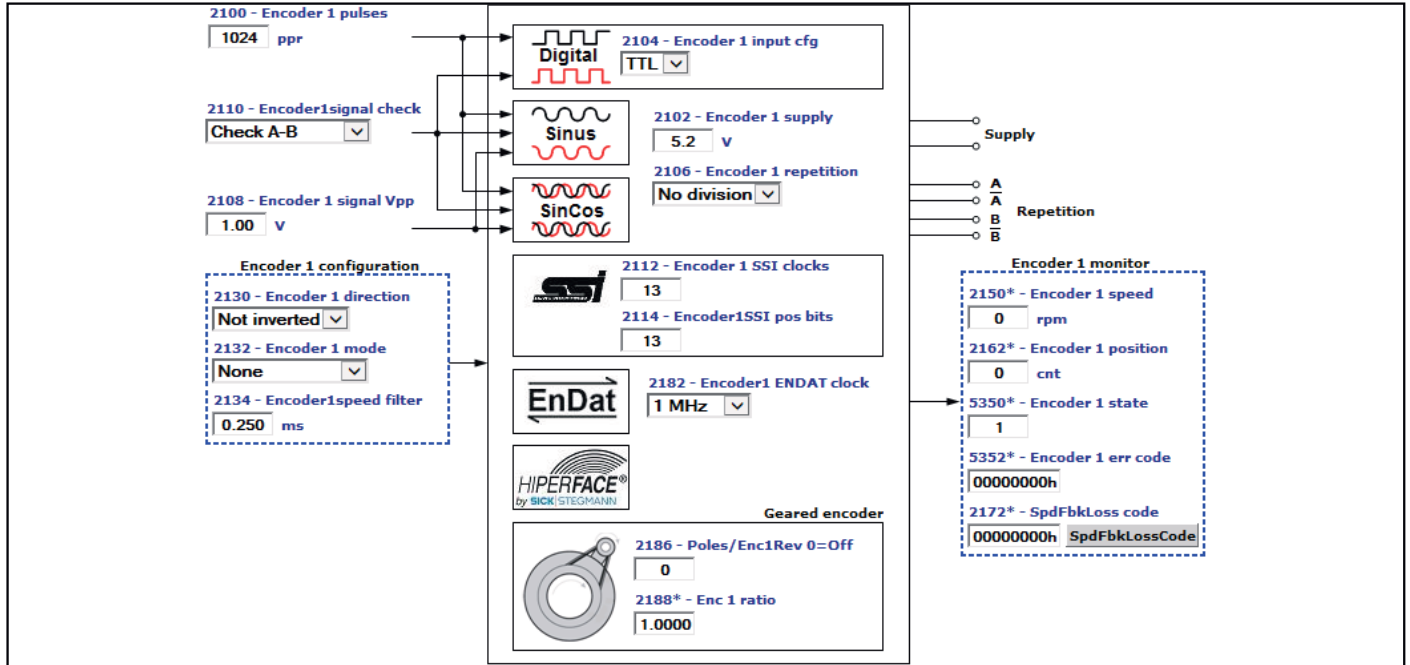 2100 - Encoder 1 pulses
1024 ppr
2104 - Encoder 1 input cfg
Digital
TTL
2110 - Encoder1signal check
Check A-B
Sinus
2102 - Encoder 1 supply
5.2 V
Supply
2106 - Encoder 1 repetition
No division
2108 - Encoder 1 signal Vpp
1.00 V
SinCos
A
A
B
B
Repetition
Encoder 1 configuration
2130 - Encoder 1 direction
Not inverted
2132 - Encoder 1 mode
None
2134 - Encoder1speed filter
0.250 ms
ssi
2112 - Encoder 1 SSI clocks
13
2114 - Encoder1SSI pos bits
13
EnDat
2182 - Encoder1 ENDAT clock
1 MHz
HIPERFACE®
by SICK|STEGMANN
Geared encoder
2186 - Poles/Enc1Rev 0=Off
0
2188* - Enc 1 ratio
1.0000
Encoder 1 monitor
2150* - Encoder 1 speed
0 rpm
2162* - Encoder 1 position
0 cnt
5350* - Encoder 1 state
1
5352* - Encoder 1 err code
00000000h
2172* - SpdFbkLoss code
00000000h SpdFbkLossCode